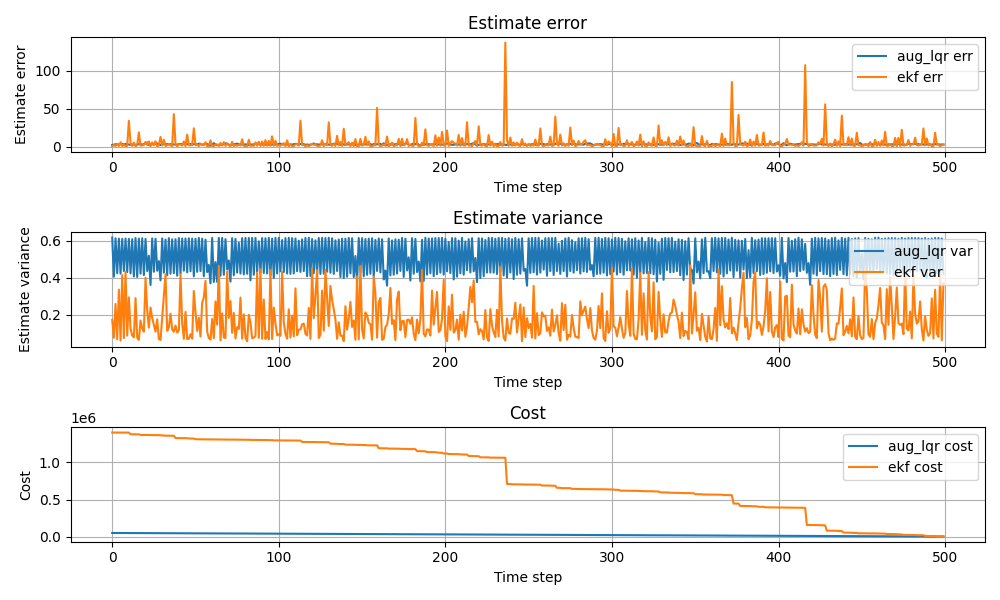 Estimate error
Estimate error
100
50
0
aug_lqr err
ekf err
0
100
200
300
400
500
Time step
Estimate variance
Estimate variance
0.6
0.4
0.2
aug_lqr var
ekf var
0
100
200
300
400
500
Time step
Cost
1e6
Cost
1.0
0.5
0.0
aug_lqr cost
ekf cost
0
100
200
300
400
500
Time step